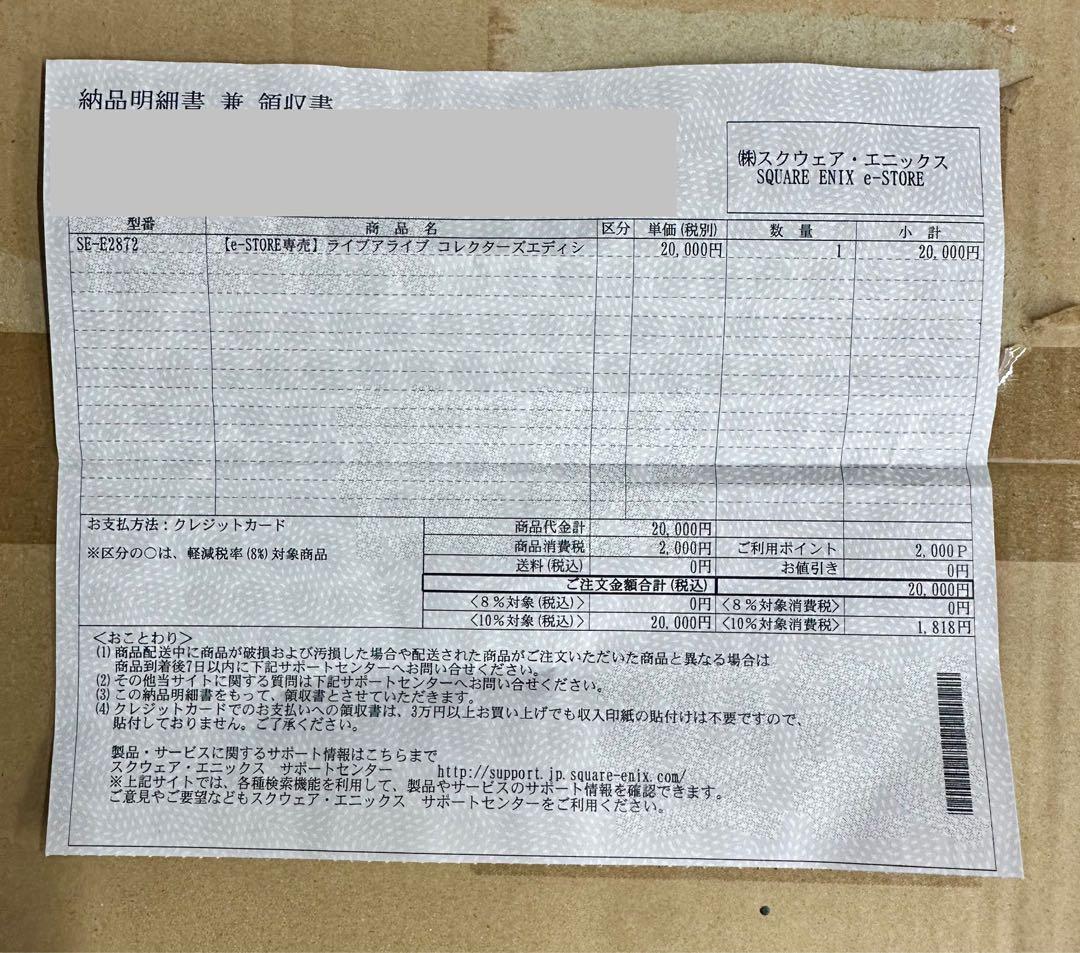 納品明細書 兼 領収書
㈱スクウェア・エニックス
SQUARE ENIX e-STORE
型番 商品名 区分 単価(税別) 数量 小計
SE-E2872 【e-STORE専売】ライブアライブ コレクターズエディシ 20,000円 1 20,000円
お支払方法：クレジットカード
※区分の○は、軽減税率(8%)対象商品
商品代金計 20,000円
商品消費税 2,000円 ご利用ポイント 2,000P
送料(税込) 0円 お値引き 0円
ご注文金額合計(税込) 20,000円
<8％対象(税込)> 0円 <8％対象消費税> 0円
<10%対象(税込)> 20,000円 <10%対象消費税> 1,818円
＜おことわり＞
(1) 商品配送中に商品が破損および汚損した場合や配送された商品がご注文いただいた商品と異なる場合は
商品到着後7日以内に下記サポートセンターへお問い合せください。
(2) その他当サイトに関する質問は下記サポートセンターへお問い合せください。
(3) この納品明細書をもって、領収書とさせていただきます。
(4) クレジットカードでのお支払いへの領収書は、3万円以上お買い上げでも収入印紙の貼付けは不要ですので、
貼付しておりません。ご了承ください。
製品・サービスに関するサポート情報はこちらまで
スクウェア・エニックス サポートセンター http://support.jp.square-enix.com/
※上記サイトでは、各種検索機能を利用して、製品やサービスのサポート情報を確認できます。
ご意見やご要望などもスクウェア・エニックス サポートセンターをご利用ください。